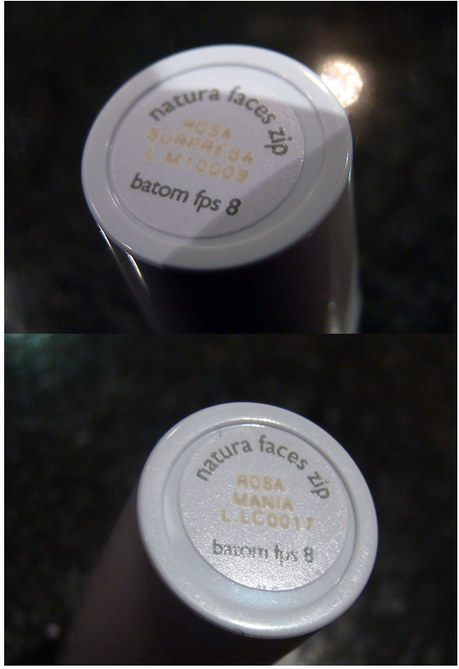 natura faces zip
ROSA
SURPRESA
L.M10009
batom fps 8
natura faces zip
ROSA
MANIA
L.LC0017
batom fps 8